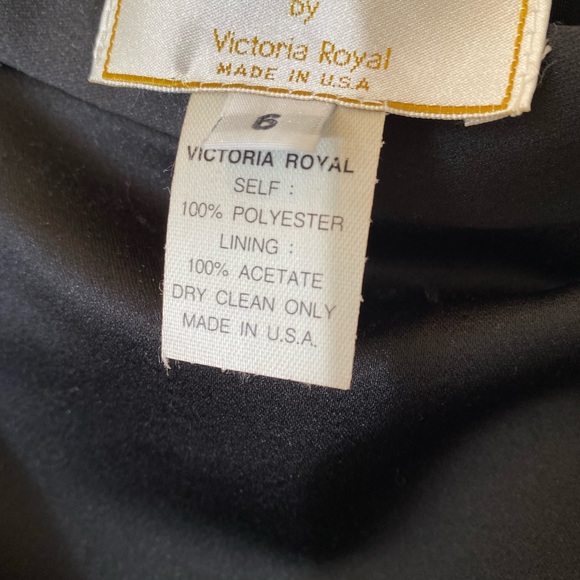 by
Victoria Royal
MADE IN U.S.A
6
VICTORIA ROYAL
SELF :
100% POLYESTER
LINING :
100% ACETATE
DRY CLEAN ONLY
MADE IN U.S.A.